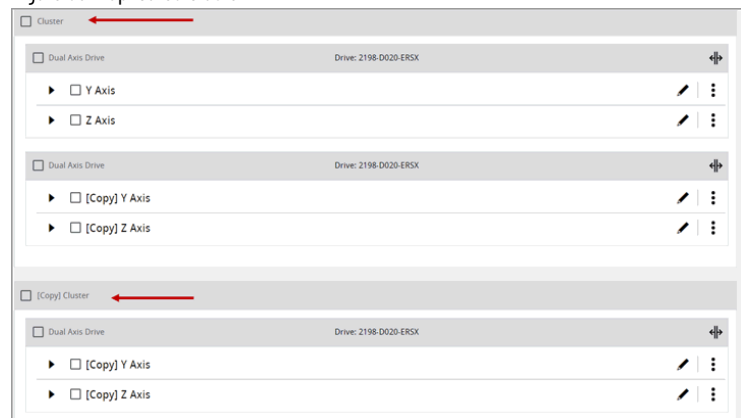 Cluster
Dual Axis Drive Drive: 2198-D020-ERSX
Y Axis
Z Axis
Dual Axis Drive Drive: 2198-D020-ERSX
[Copy] Y Axis
[Copy] Z Axis
[Copy] Cluster
Dual Axis Drive Drive: 2198-D020-ERSX
[Copy] Y Axis
[Copy] Z Axis